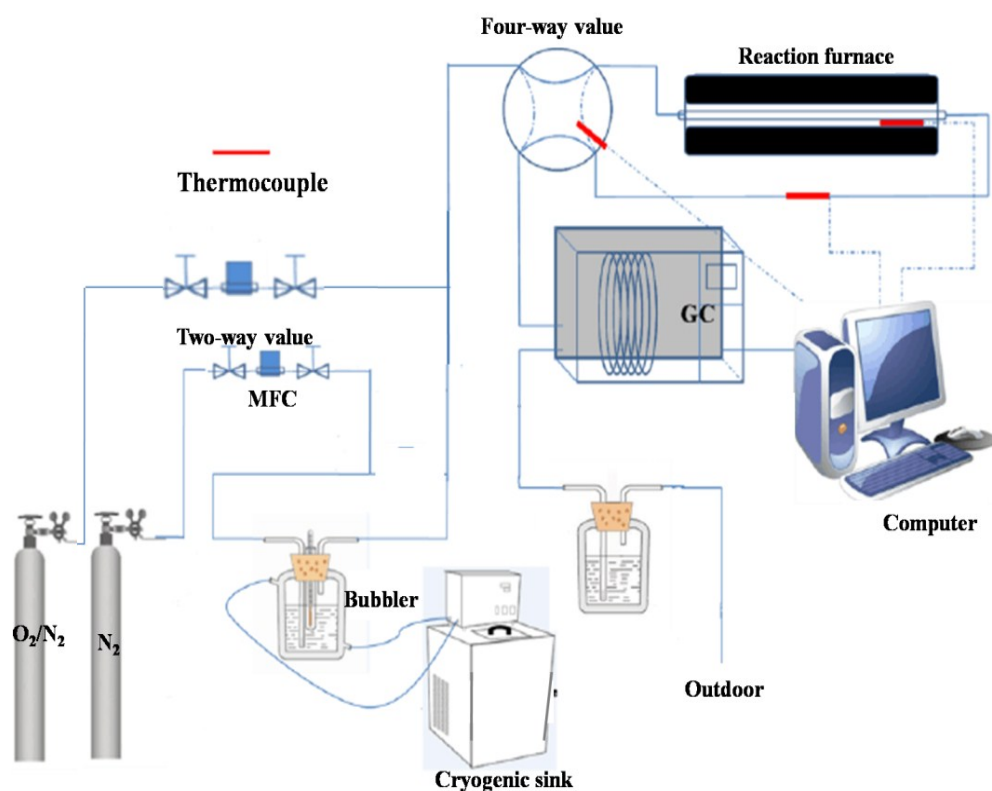 Four-way value
Reaction furnace
Thermocouple
GC
Two-way value
MFC
Computer
Bubbler
O₂/N₂
N₂
Outdoor
Cryogenic sink